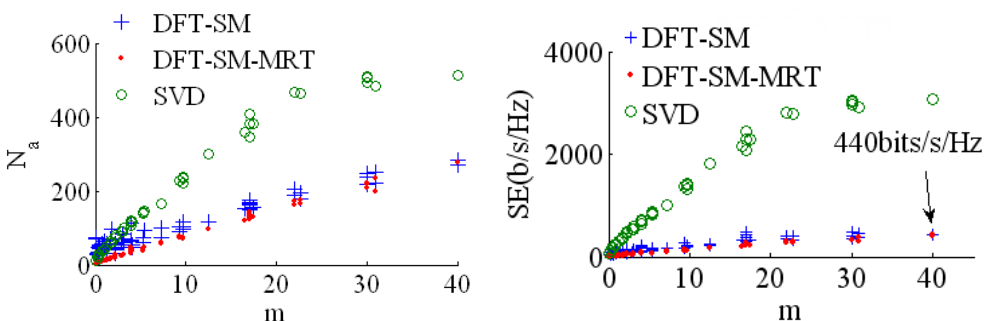 DFT-SM
DFT-SM-MRT
SVD
600
400
200
0
N_a
0
10
20
30
40
m
DFT-SM
DFT-SM-MRT
SVD
440bits/s/Hz
4000
2000
0
SE(b/s/Hz)
0
10
20
30
40
m